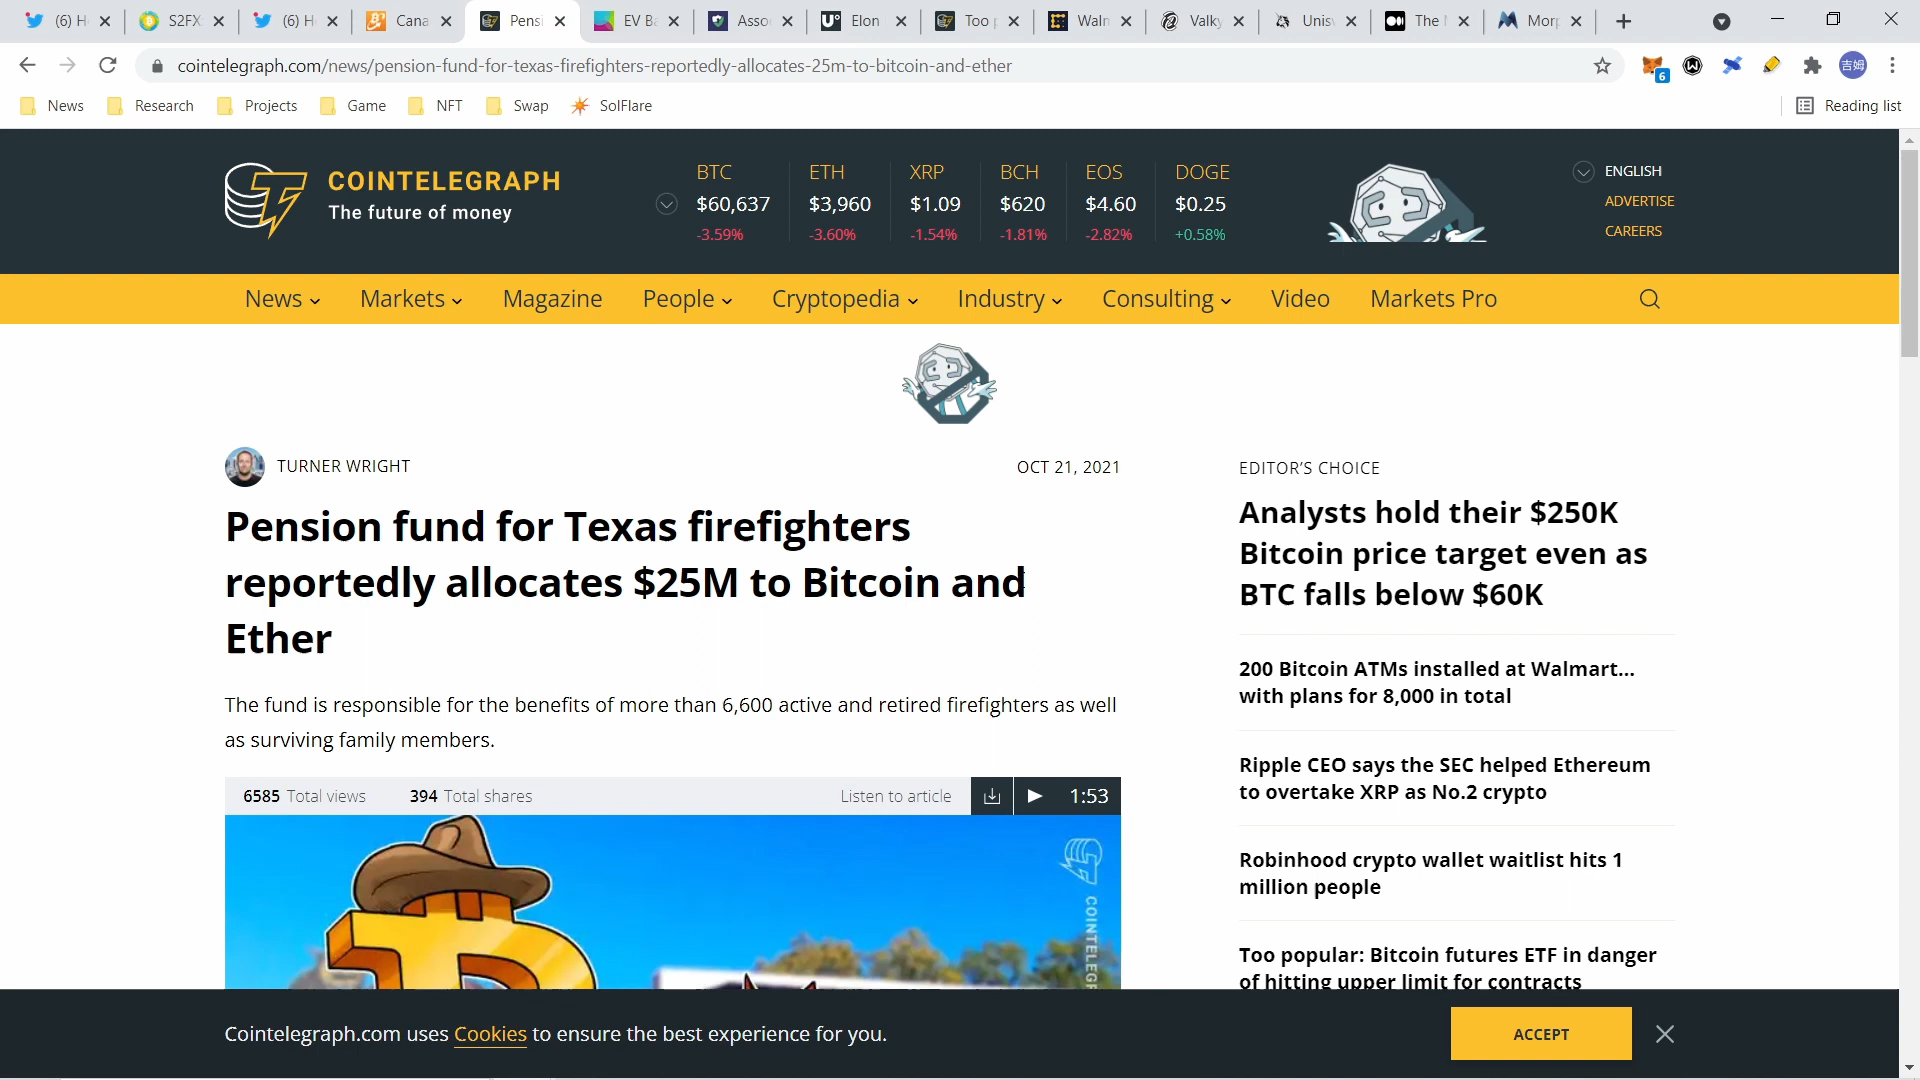 (6) H
S2FX
(6) H
Cana
Pensi
EV Ba
Asso
Elon
Too p
Waln
Valky
Unis
The
Morp
cointelegraph.com/news/pension-fund-for-texas-firefighters-reportedly-allocates-25m-to-bitcoin-and-ether
6
吉姆
News
Research
Projects
Game
NFT
Swap
SolFlare
Reading list
COINTELEGRAPH
The future of money
BTC
$60,637
-3.59%
ETH
$3,960
-3.60%
XRP
$1.09
-1.54%
BCH
$620
-1.81%
EOS
$4.60
-2.82%
DOGE
$0.25
+0.58%
ENGLISH
ADVERTISE
CAREERS
News
Markets
Magazine
People
Cryptopedia
Industry
Consulting
Video
Markets Pro
TURNER WRIGHT
OCT 21, 2021
Pension fund for Texas firefighters
reportedly allocates $25M to Bitcoin and
Ether
The fund is responsible for the benefits of more than 6,600 active and retired firefighters as well
as surviving family members.
6585 Total views
394 Total shares
Listen to article
1:53
COINTELEGR
EDITOR'S CHOICE
Analysts hold their $250K
Bitcoin price target even as
BTC falls below $60K
200 Bitcoin ATMs installed at Walmart...
with plans for 8,000 in total
Ripple CEO says the SEC helped Ethereum
to overtake XRP as No.2 crypto
Robinhood crypto wallet waitlist hits 1
million people
Too popular: Bitcoin futures ETF in danger
of hitting upper limit for contracts
Cointelegraph.com uses Cookies to ensure the best experience for you.
ACCEPT